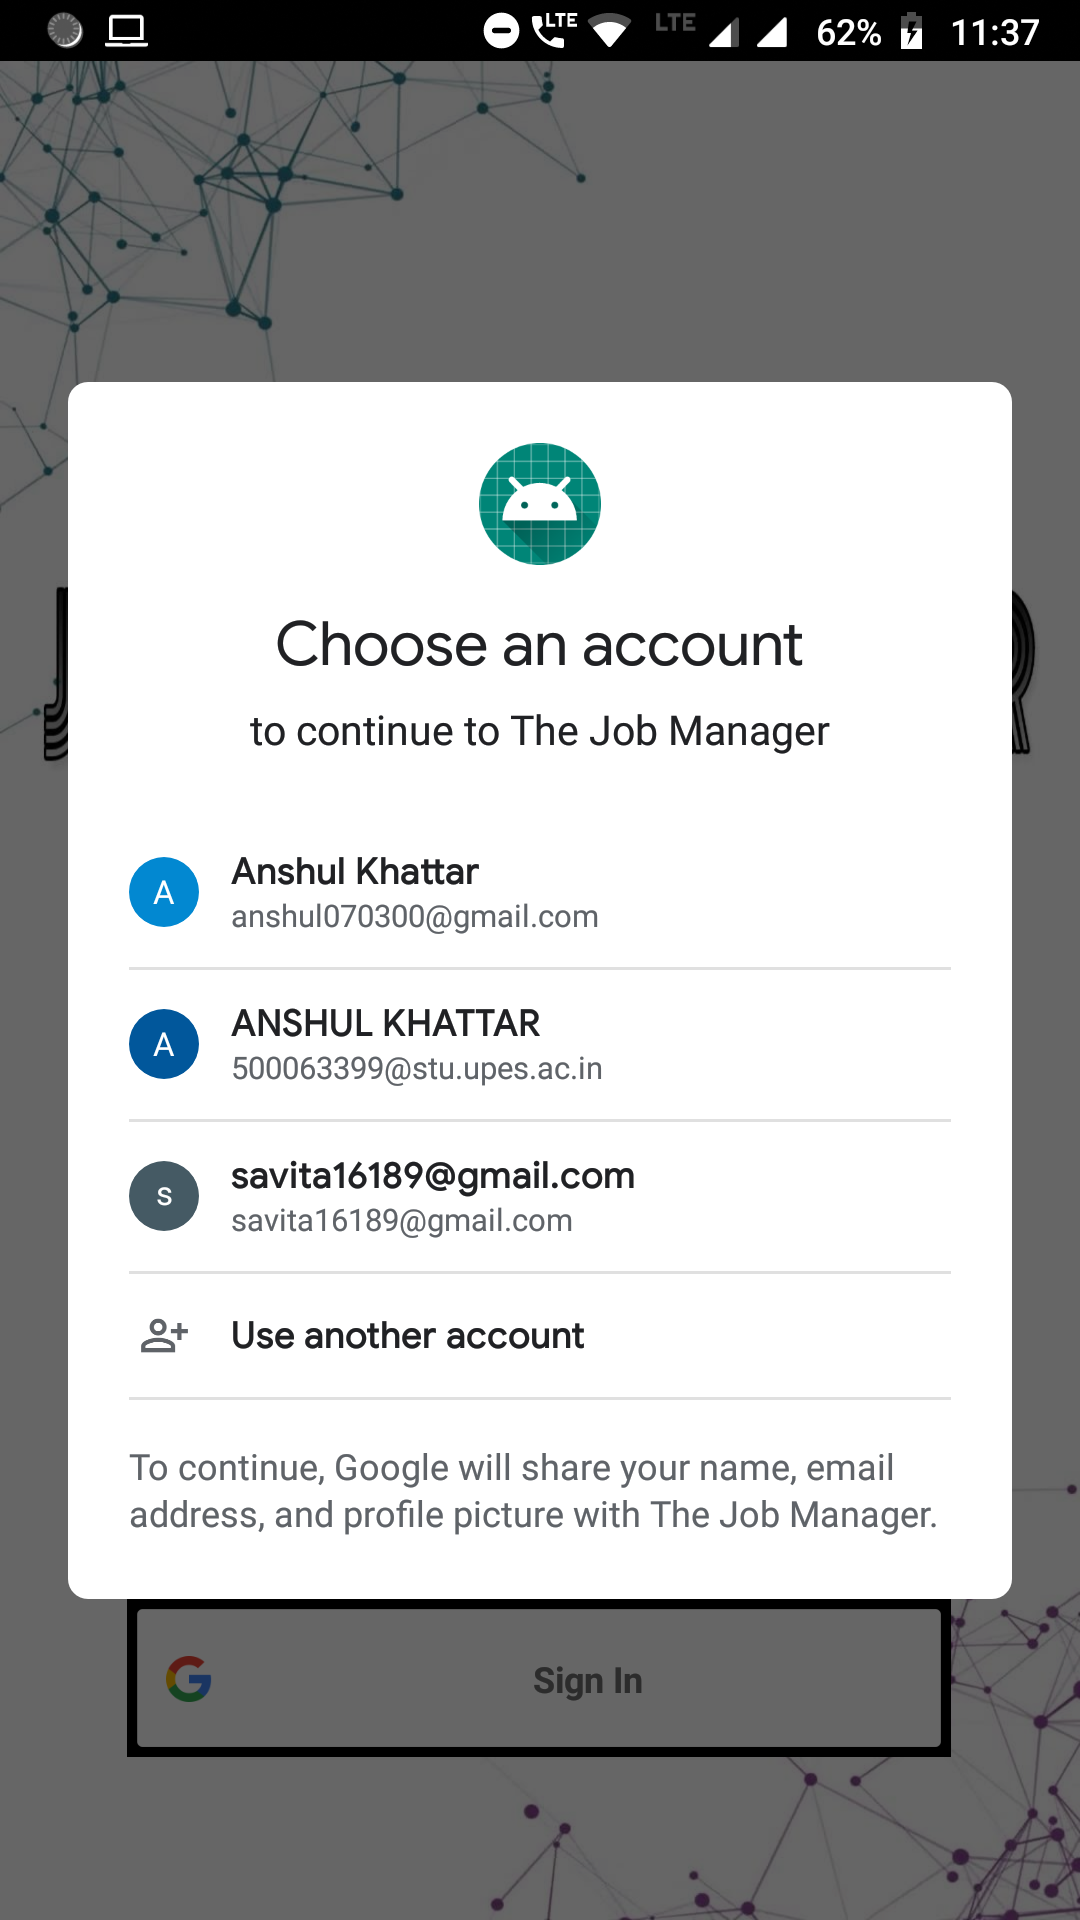 LTE LTE 62% 11:37
Choose an account
to continue to The Job Manager
A Anshul Khattar
anshul070300@gmail.com
A ANSHUL KHATTAR
500063399@stu.upes.ac.in
s savita16189@gmail.com
savita16189@gmail.com
Use another account
To continue, Google will share your name, email
address, and profile picture with The Job Manager.
G Sign In